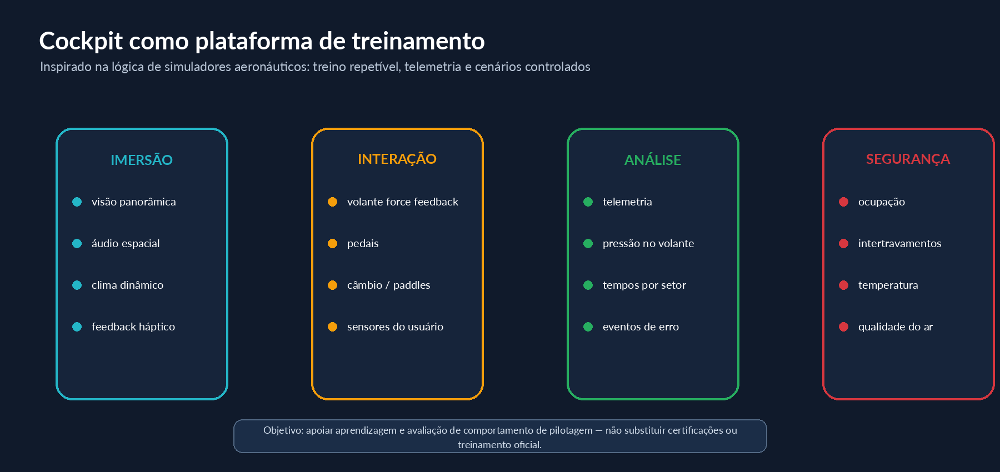 Cockpit como plataforma de treinamento
Inspirado na lógica de simuladores aeronáuticos: treino repetível, telemetria e cenários controlados
IMERSÃO
visão panorâmica
áudio espacial
clima dinâmico
feedback háptico
INTERAÇÃO
volante force feedback
pedais
câmbio / paddles
sensores do usuário
ANÁLISE
telemetria
pressão no volante
tempos por setor
eventos de erro
SEGURANÇA
ocupação
intertravamentos
temperatura
qualidade do ar
Objetivo: apoiar aprendizagem e avaliação de comportamento de pilotagem — não substituir certificações ou
treinamento oficial.